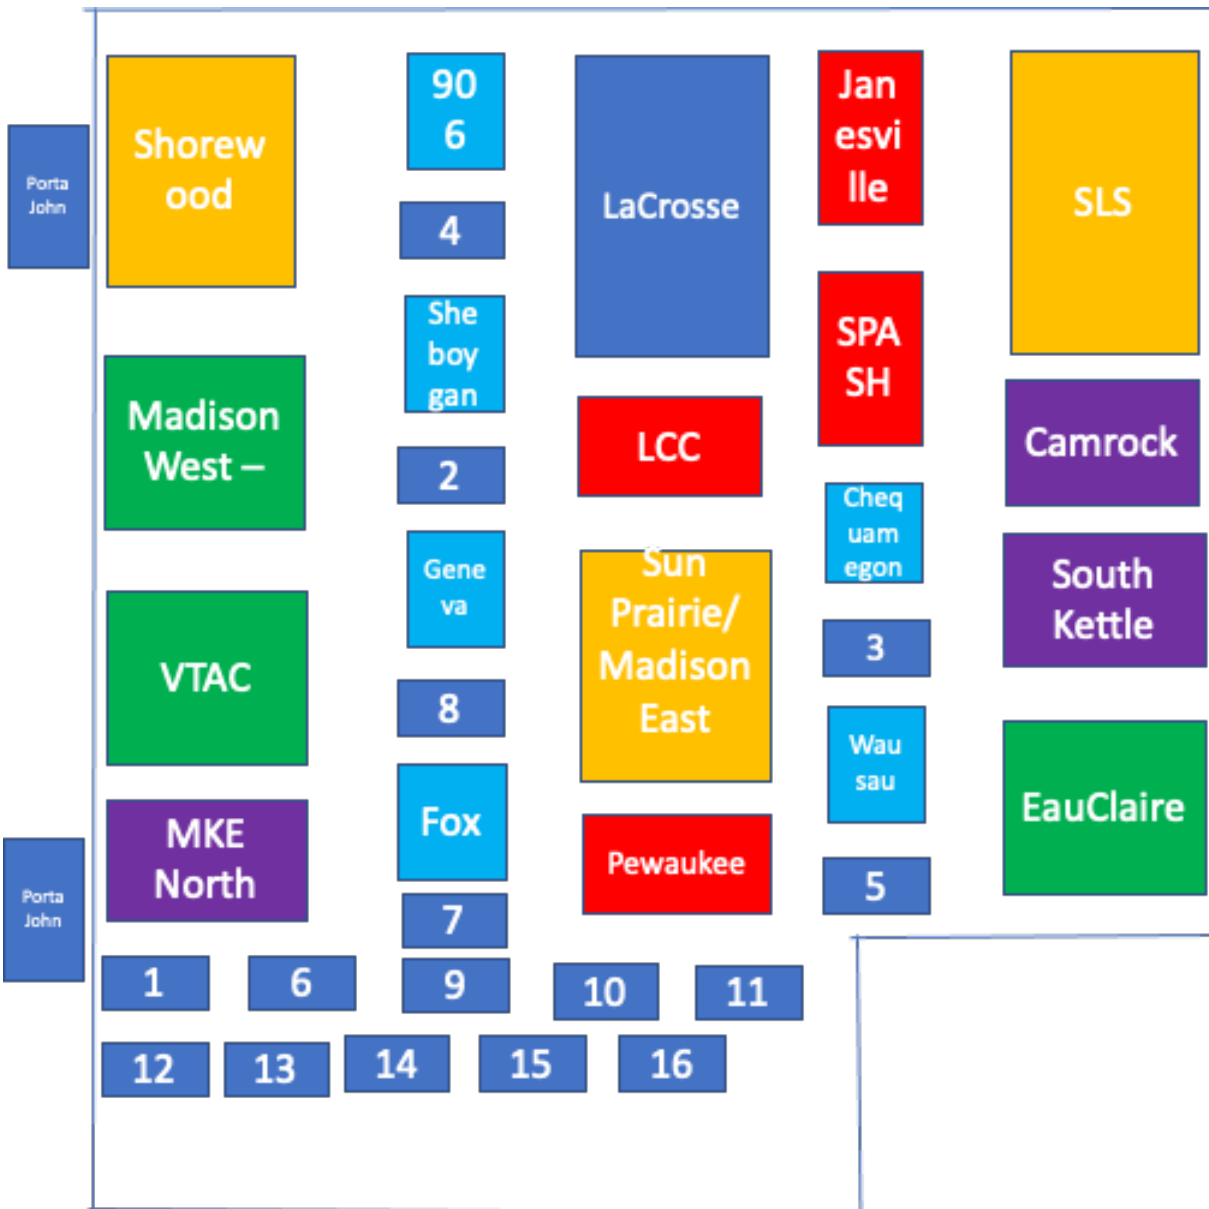 Porta
John
Shorew
ood
Madison
West –
VTAC
MKE
North
Porta
John
90
6
4
She
boy
gan
2
Gene
va
8
Fox
7
LaCrosse
LCC
Sun
Prairie/
Madison
East
Pewaukee
Jan
esvi
lle
SPA
SH
Cheq
uam
egon
3
Wau
sau
5
SLS
Camrock
South
Kettle
EauClaire
1
6
9
10
11
12
13
14
15
16